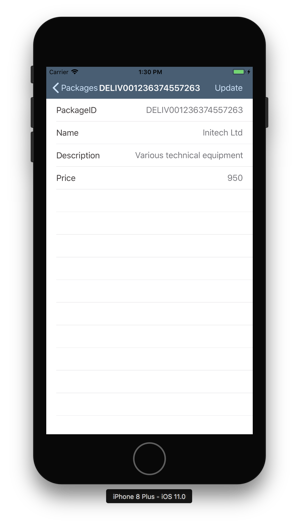 Carrier 1:30 PM
Packages DELIV001236374557263 Update
PackageID DELIV001236374557263
Name Initech Ltd
Description Various technical equipment
Price 950
iPhone 8 Plus - iOS 11.0